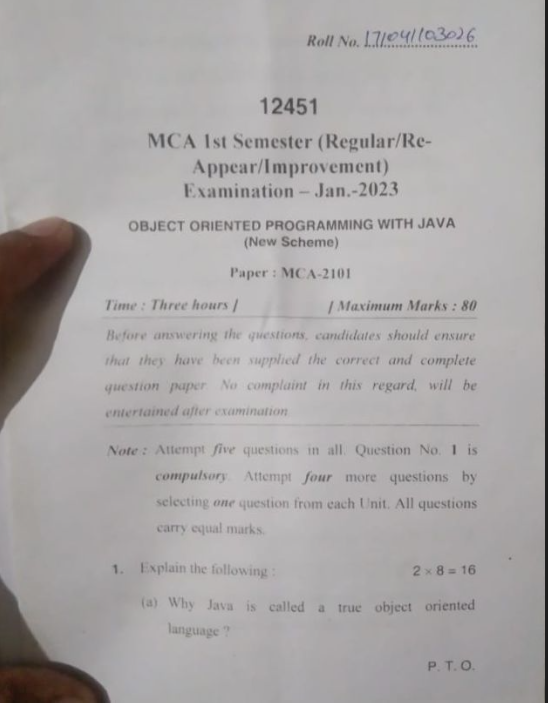 Roll No. 17/041/03026
12451
MCA 1st Semester (Regular/Re-
Appear/Improvement)
Examination – Jan.-2023
OBJECT ORIENTED PROGRAMMING WITH JAVA
(New Scheme)
Paper : MCA-2101
Time : Three hours ] [ Maximum Marks : 80
Before answering the questions, candidates should ensure
that they have been supplied the correct and complete
question paper. No complaint in this regard, will be
entertained after examination.
Note : Attempt five questions in all. Question No. 1 is
compulsory. Attempt four more questions by
selecting one question from each Unit. All questions
carry equal marks.
1. Explain the following : 2 × 8 = 16
(a) Why Java is called a true object oriented
language ?
P. T. O.